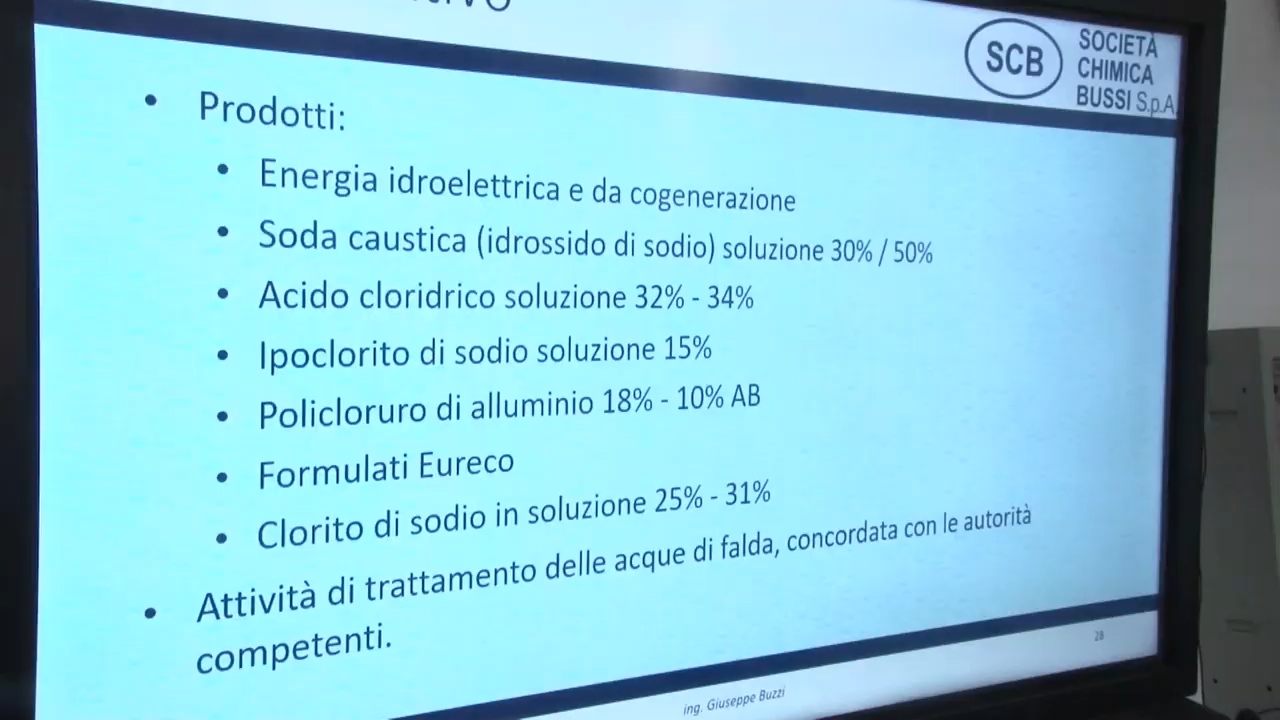 SCB
SOCIETÀ
CHIMICA
BUSSI S.p.A.
• Prodotti:
• Energia idroelettrica e da cogenerazione
• Soda caustica (idrossido di sodio) soluzione 30% / 50%
• Acido cloridrico soluzione 32% - 34%
• Ipoclorito di sodio soluzione 15%
• Policloruro di alluminio 18% - 10% AB
• Formulati Eureco
• Clorito di sodio in soluzione 25% - 31%
• Attività di trattamento delle acque di falda, concordata con le autorità
competenti.
28
ing. Giuseppe Buzzi